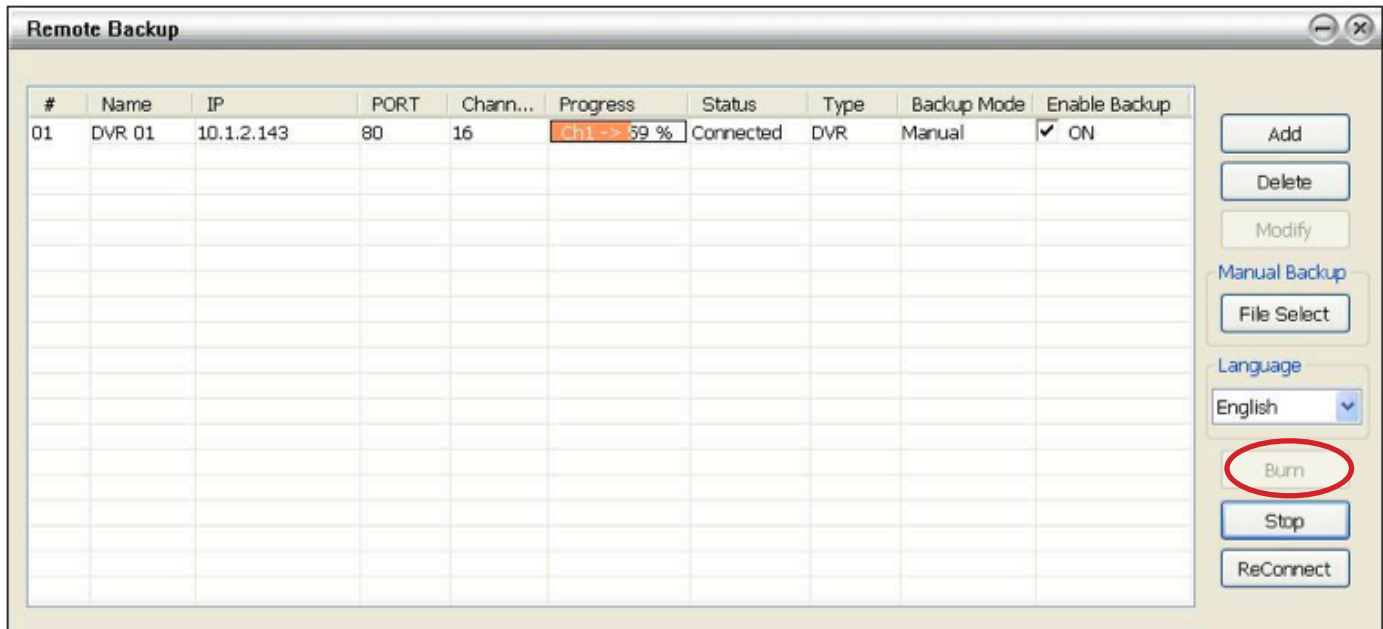 Remote Backup
# Name IP PORT Chann... Progress Status Type Backup Mode Enable Backup
01 DVR 01 10.1.2.143 80 16 Ch1 -> 59 % Connected DVR Manual ON
Add
Delete
Modify
Manual Backup
File Select
Language
English
Burn
Stop
ReConnect